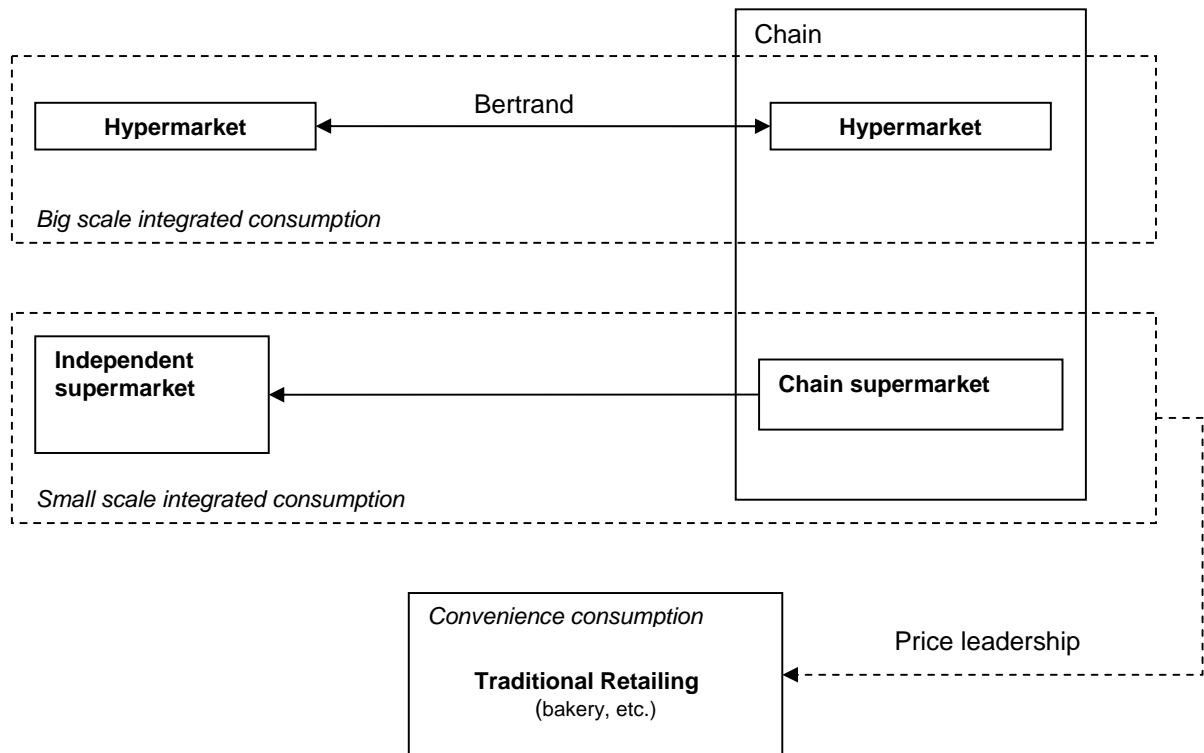 Chain
Bertrand
Hypermarket
Hypermarket
Big scale integrated consumption
Independent
supermarket
Chain supermarket
Small scale integrated consumption
Convenience consumption
Price leadership
Traditional Retailing
(bakery, etc.)